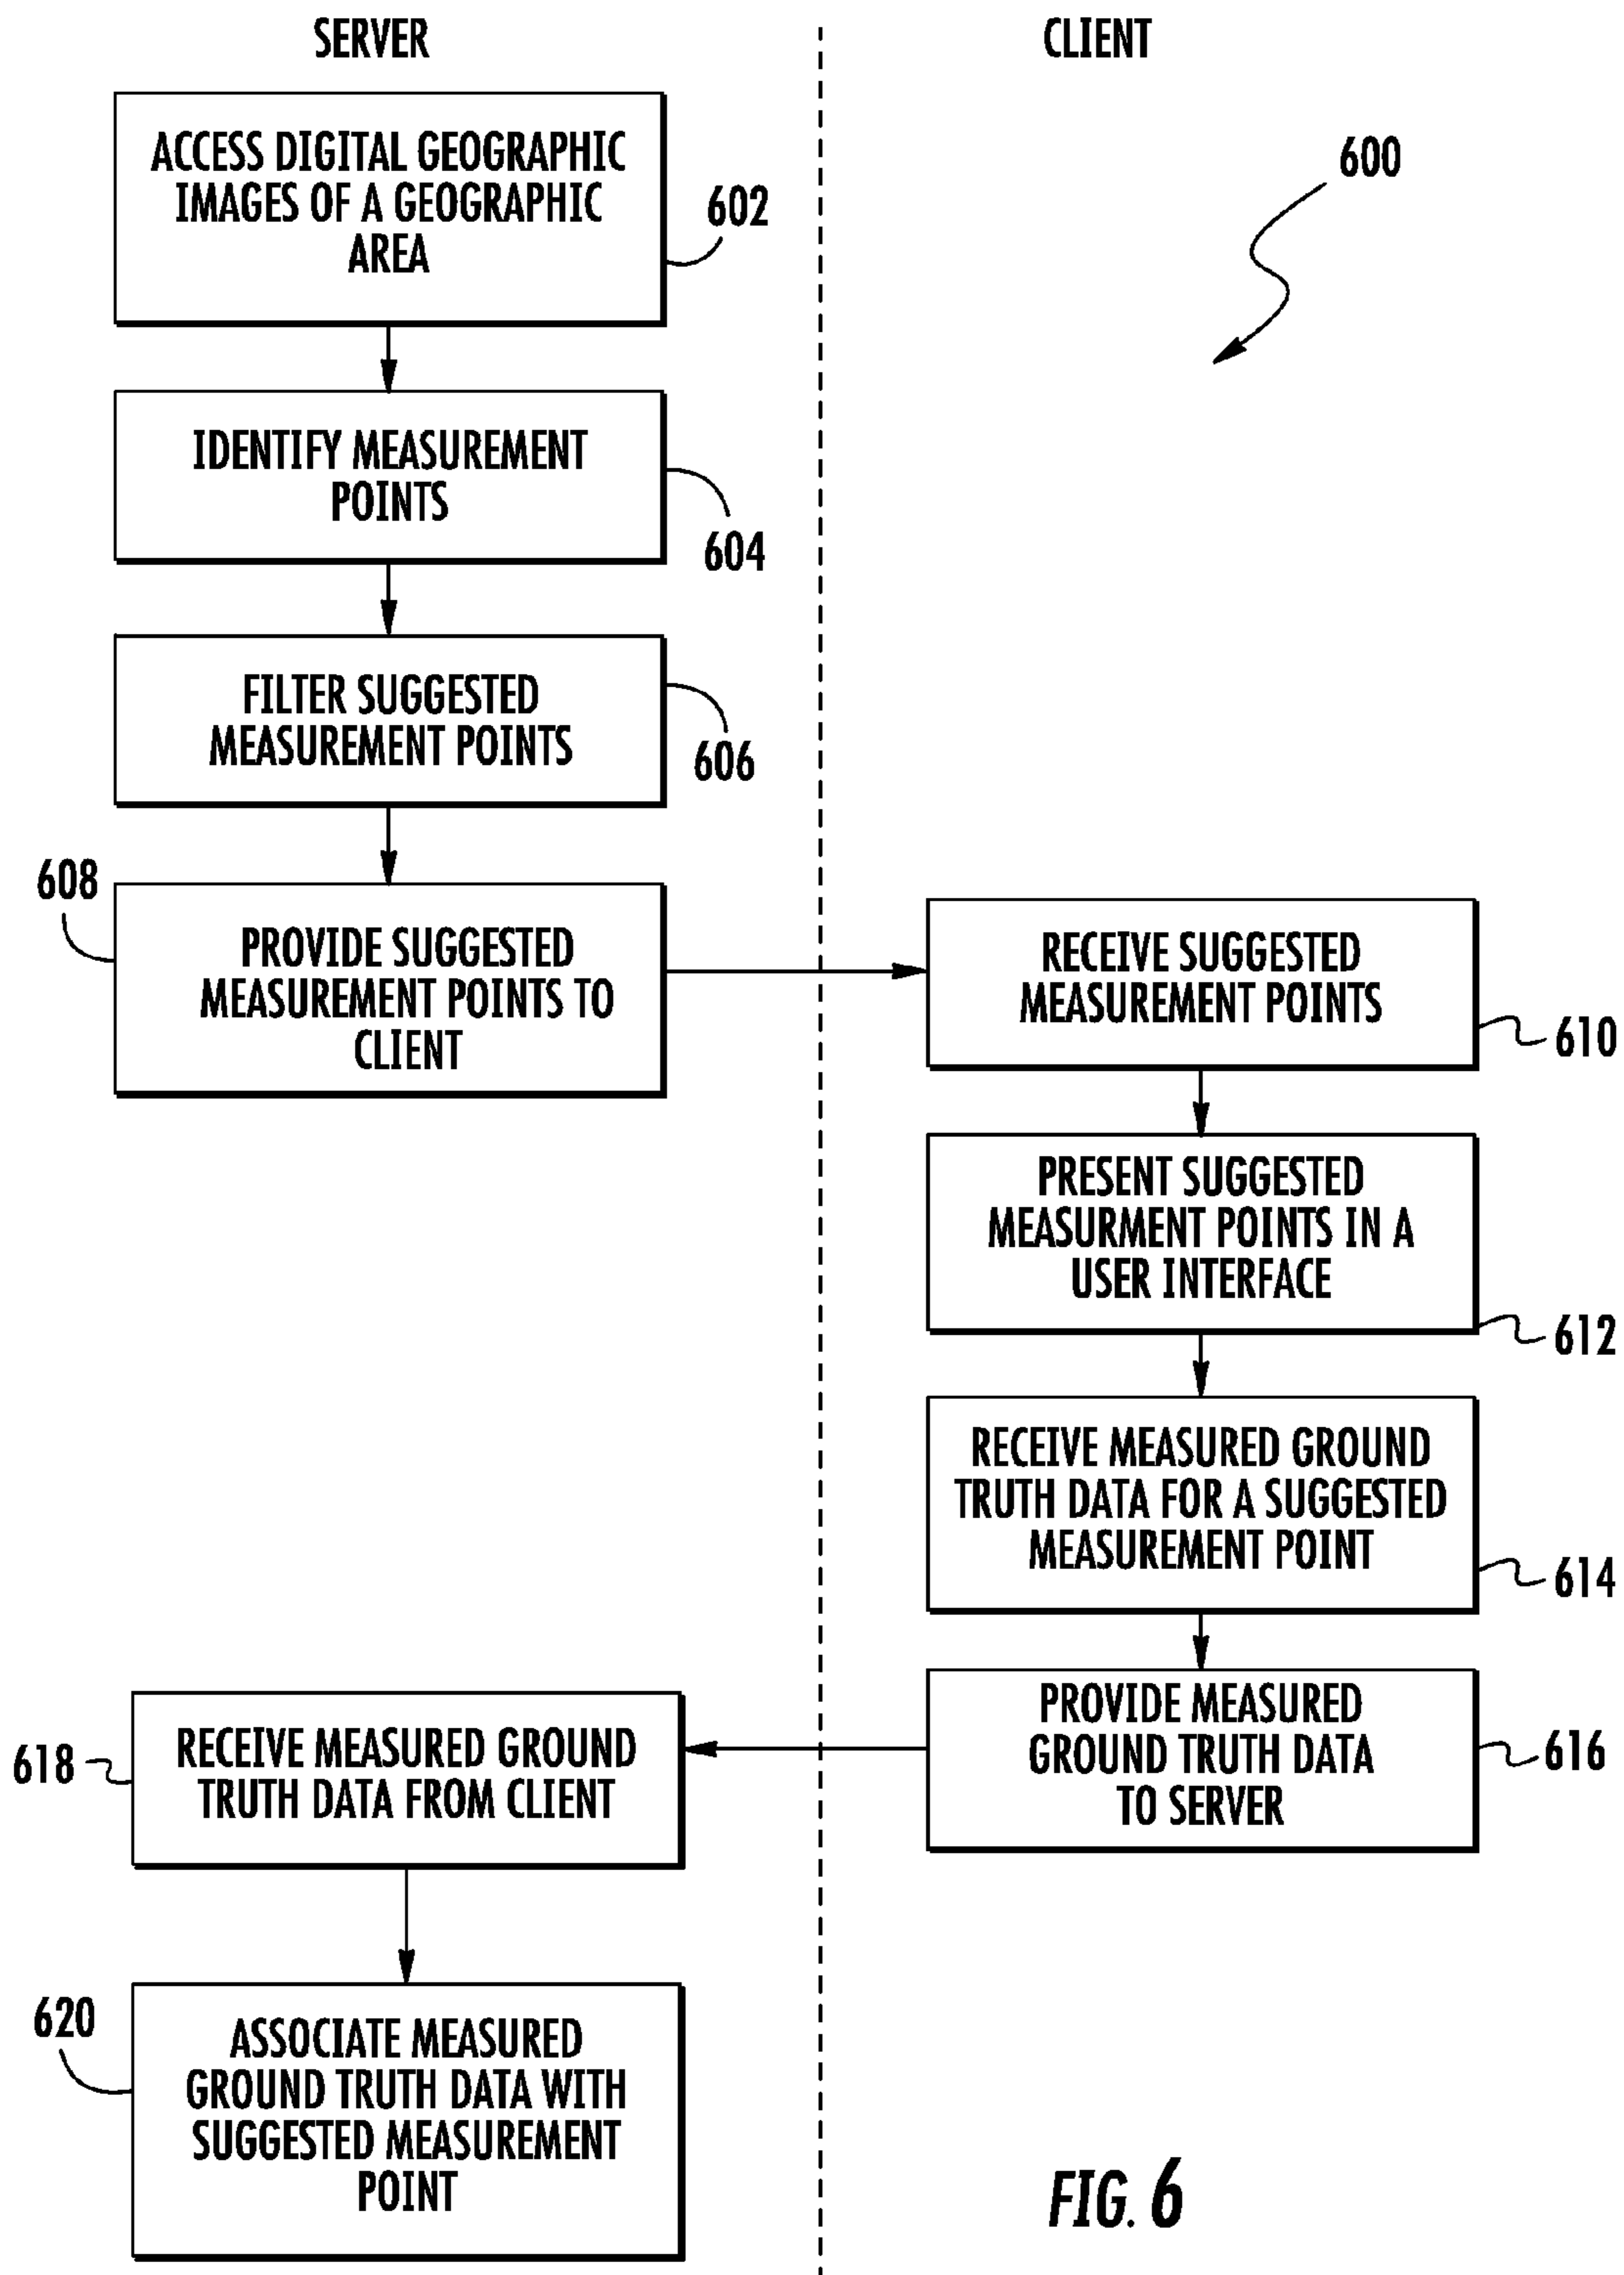 SERVER
CLIENT
600
ACCESS DIGITAL GEOGRAPHIC
IMAGES OF A GEOGRAPHIC
AREA
602
IDENTIFY MEASUREMENT
POINTS
604
FILTER SUGGESTED
MEASUREMENT POINTS
606
608
PROVIDE SUGGESTED
MEASUREMENT POINTS TO
CLIENT
RECEIVE SUGGESTED
MEASUREMENT POINTS
610
PRESENT SUGGESTED
MEASURMENT POINTS IN A
USER INTERFACE
612
RECEIVE MEASURED GROUND
TRUTH DATA FOR A SUGGESTED
MEASUREMENT POINT
614
PROVIDE MEASURED
GROUND TRUTH DATA
TO SERVER
616
618
RECEIVE MEASURED GROUND
TRUTH DATA FROM CLIENT
620
ASSOCIATE MEASURED
GROUND TRUTH DATA WITH
SUGGESTED MEASUREMENT
POINT
FIG. 6